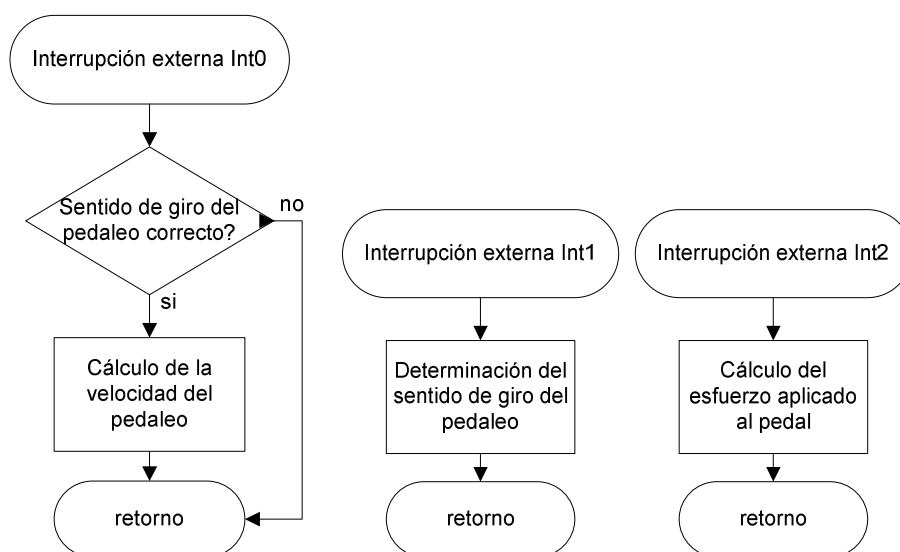 Interrupción externa Int0
Sentido de giro del
pedaleo correcto?
no
si
Cálculo de la
velocidad del
pedaleo
retorno
Interrupción externa Int1
Determinación del
sentido de giro del
pedaleo
retorno
Interrupción externa Int2
Cálculo del
esfuerzo aplicado
al pedal
retorno